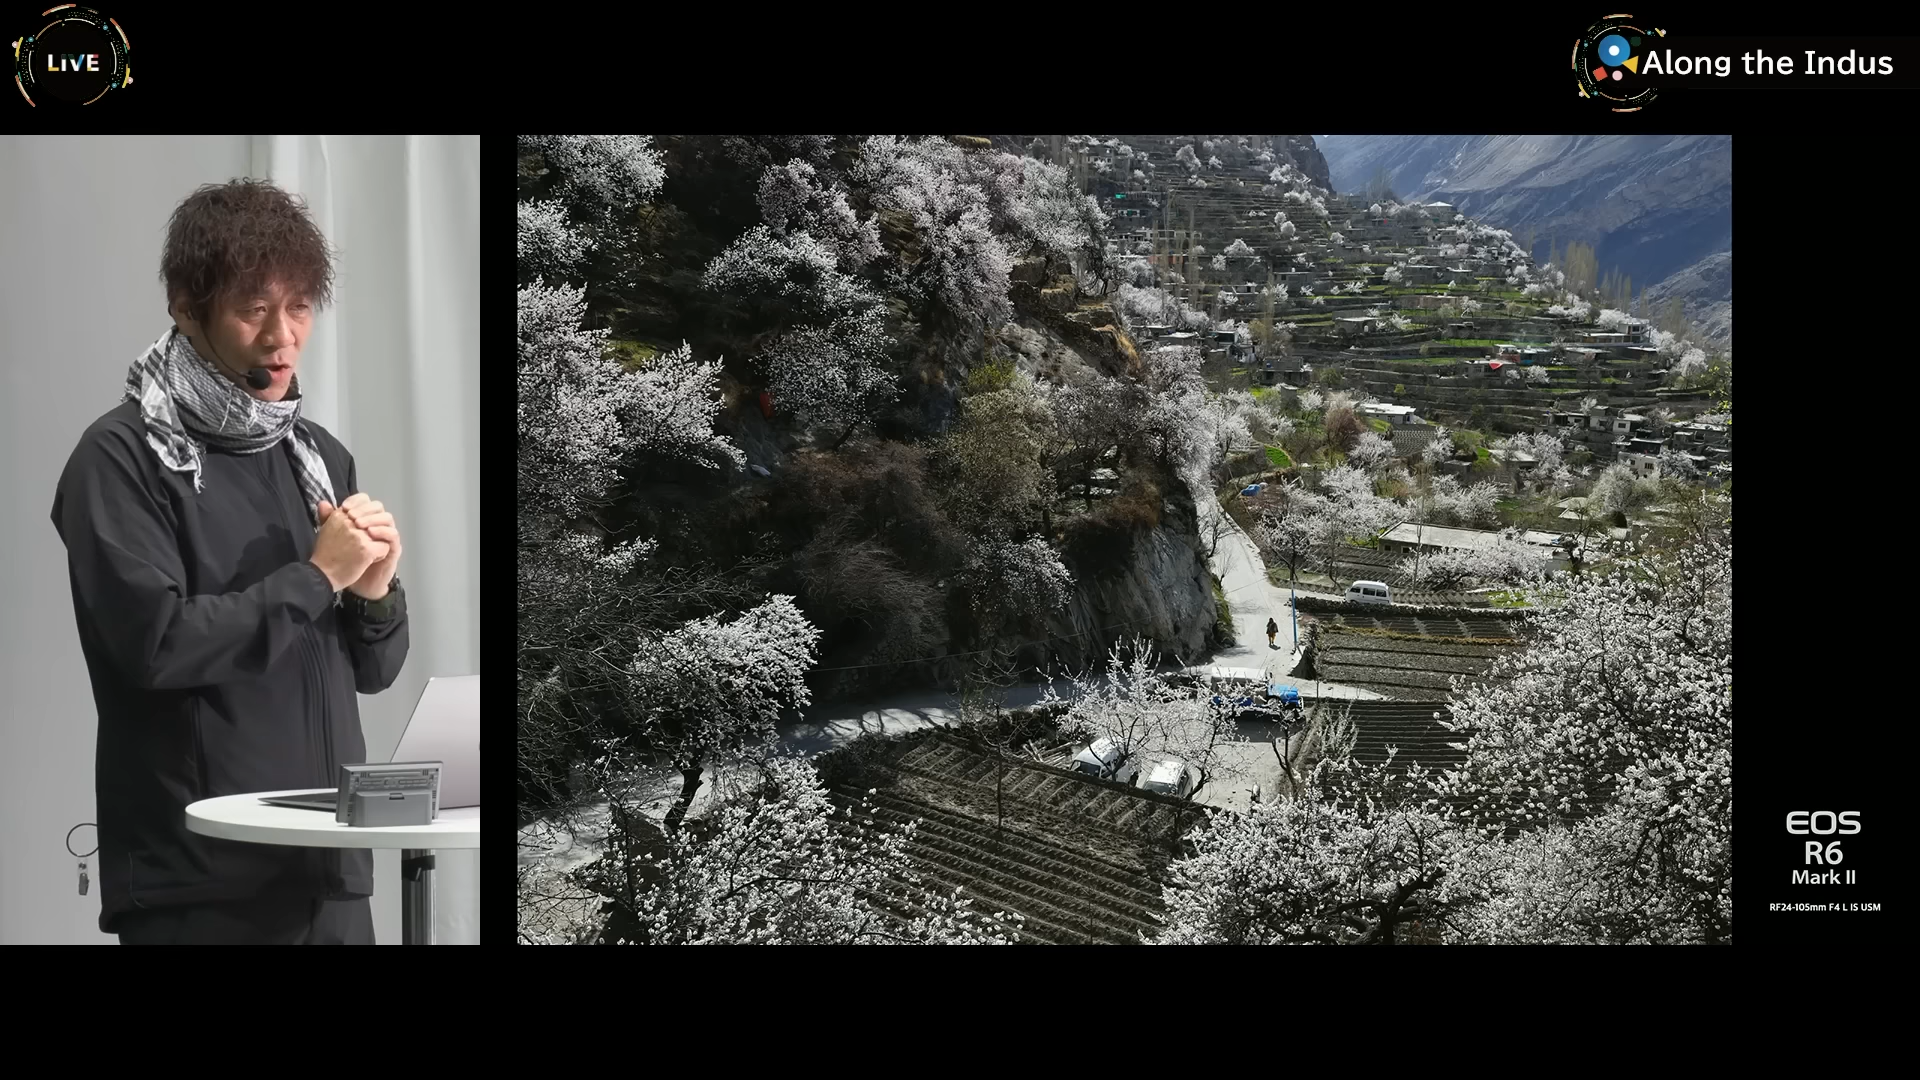 LIVE
Along the Indus
EOS
R6
Mark II
RF24-105mm F4 L IS USM